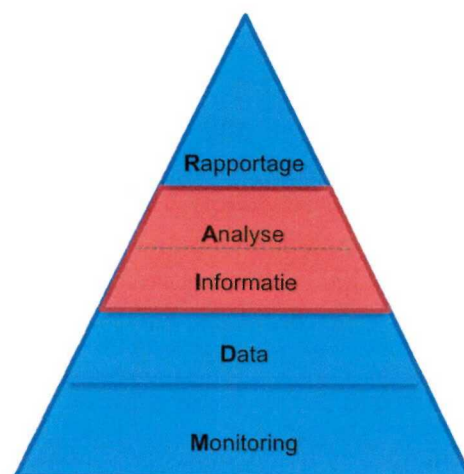 Rapportage
Analyse
Informatie
Data
Monitoring